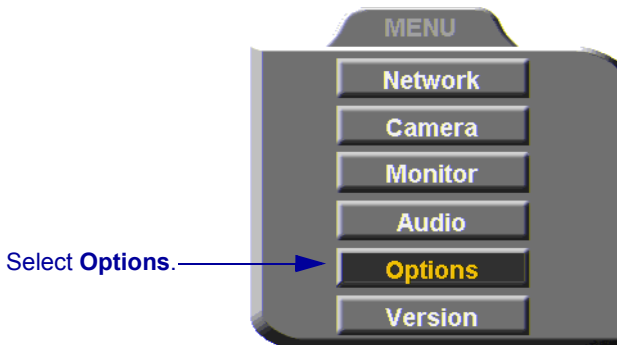 MENU
Network
Camera
Monitor
Audio
Select Options.
Options
Version